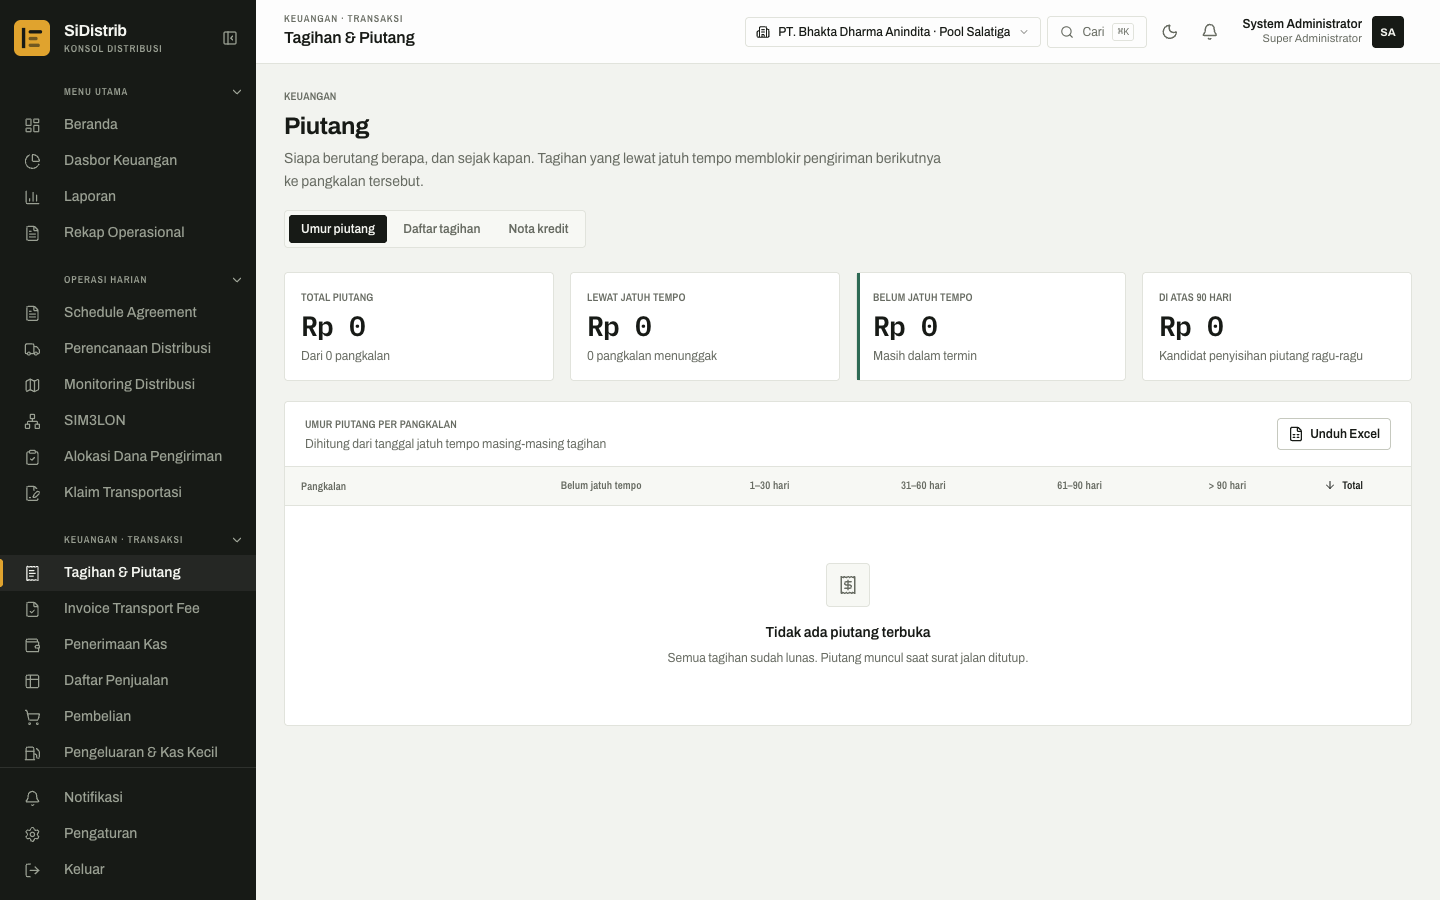 SiDistrib
KONSOL DISTRIBUSI
MENU UTAMA
Beranda
Dasbor Keuangan
Laporan
Rekap Operasional
OPERASI HARIAN
Schedule Agreement
Perencanaan Distribusi
Monitoring Distribusi
SIM3LON
Alokasi Dana Pengiriman
Klaim Transportasi
KEUANGAN · TRANSAKSI
Tagihan & Piutang
Invoice Transport Fee
Penerimaan Kas
Daftar Penjualan
Pembelian
Pengeluaran & Kas Kecil
Notifikasi
Pengaturan
Keluar
KEUANGAN · TRANSAKSI
Tagihan & Piutang
PT. Bhakta Dharma Anindita · Pool Salatiga
Cari ⌘K
System Administrator
Super Administrator
SA
KEUANGAN
Piutang
Siapa berutang berapa, dan sejak kapan. Tagihan yang lewat jatuh tempo memblokir pengiriman berikutnya
ke pangkalan tersebut.
Umur piutang Daftar tagihan Nota kredit
TOTAL PIUTANG
Rp 0
Dari 0 pangkalan
LEWAT JATUH TEMPO
Rp 0
0 pangkalan menunggak
BELUM JATUH TEMPO
Rp 0
Masih dalam termin
DI ATAS 90 HARI
Rp 0
Kandidat penyisihan piutang ragu-ragu
UMUR PIUTANG PER PANGKALAN
Dihitung dari tanggal jatuh tempo masing-masing tagihan
Unduh Excel
Pangkalan Belum jatuh tempo 1–30 hari 31–60 hari 61–90 hari > 90 hari ↓ Total
Tidak ada piutang terbuka
Semua tagihan sudah lunas. Piutang muncul saat surat jalan ditutup.